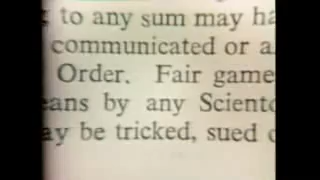 to any sum may ha
communicated or a
Order. Fair game
eans by any Sciento
ay be tricked, sued